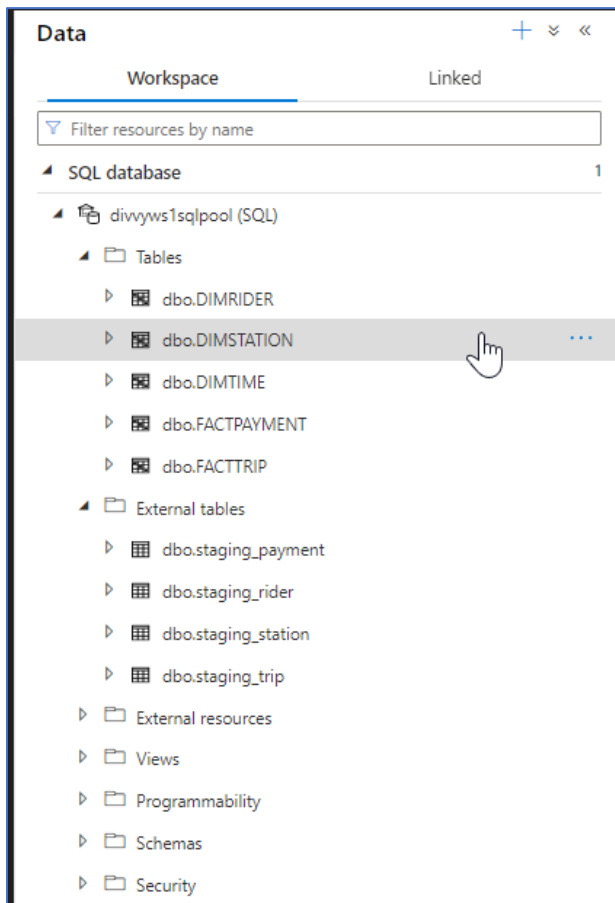 Data
Workspace Linked
Filter resources by name
SQL database 1
divvyws1sqlpool (SQL)
Tables
dbo.DIMRIDER
dbo.DIMSTATION
dbo.DIMTIME
dbo.FACTPAYMENT
dbo.FACTTRIP
External tables
dbo.staging_payment
dbo.staging_rider
dbo.staging_station
dbo.staging_trip
External resources
Views
Programmability
Schemas
Security